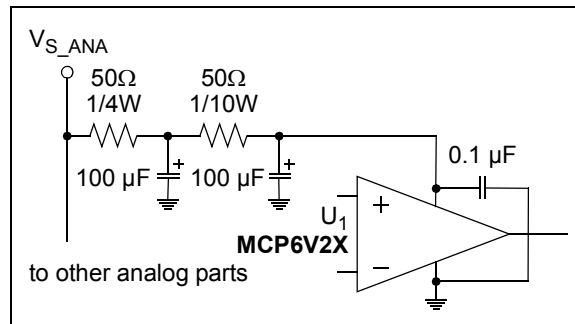 V_S_ANA
50Ω 50Ω
1/4W 1/10W
100 µF + 100 µF + 0.1 µF
U1 +
MCP6V2X
−
to other analog parts